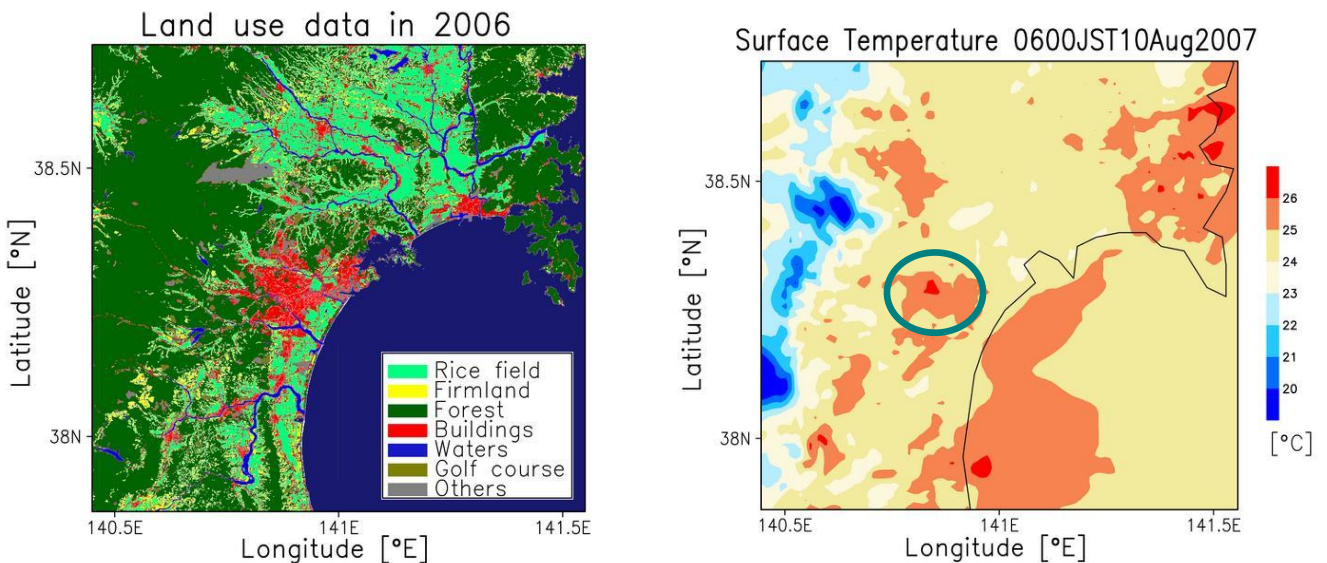 Land use data in 2006
38.5N
38N
Latitude [°N]
140.5E
141E
141.5E
Longitude [°E]
Rice field
Firmland
Forest
Buildings
Waters
Golf course
Others
Surface Temperature 0600JST10Aug2007
38.5N
38N
Latitude [°N]
140.5E
141E
141.5E
Longitude [°E]
26
25
24
23
22
21
20
[°C]